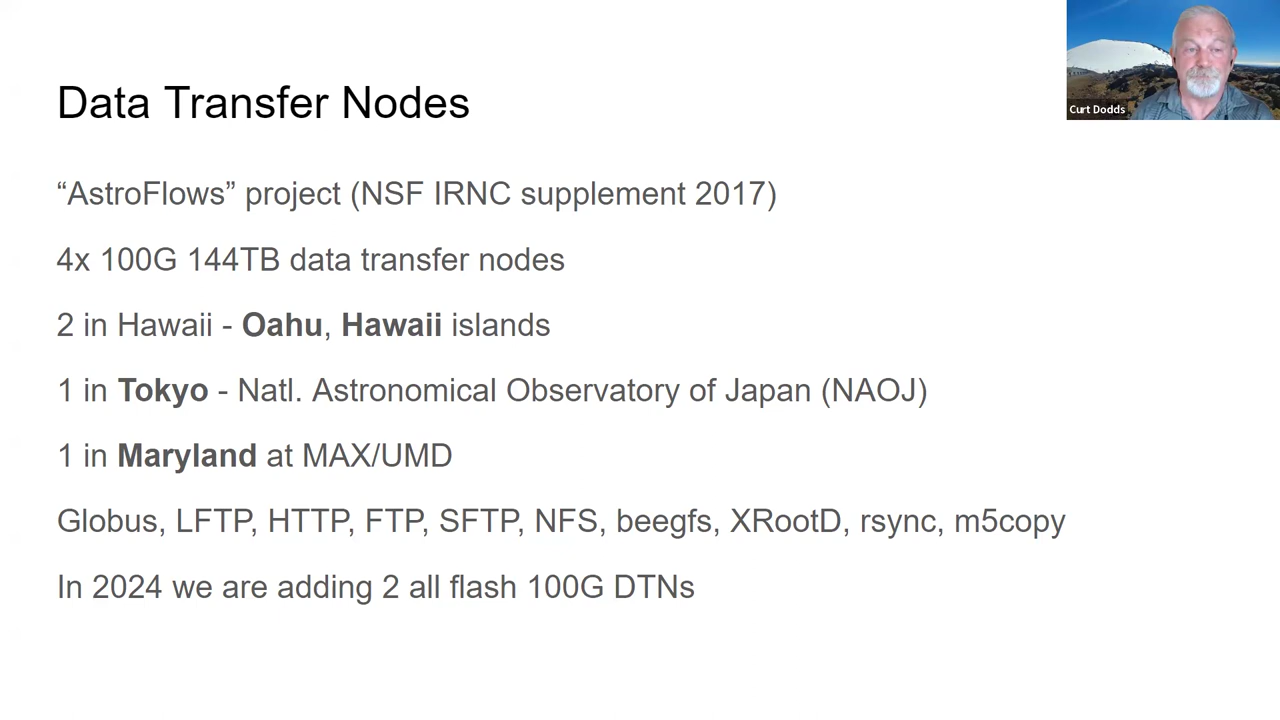 Data Transfer Nodes
Curt Dodds
“AstroFlows” project (NSF IRNC supplement 2017)
4x 100G 144TB data transfer nodes
2 in Hawaii - Oahu, Hawaii islands
1 in Tokyo - Natl. Astronomical Observatory of Japan (NAOJ)
1 in Maryland at MAX/UMD
Globus, LFTP, HTTP, FTP, SFTP, NFS, beegfs, XRootD, rsync, m5copy
In 2024 we are adding 2 all flash 100G DTNs